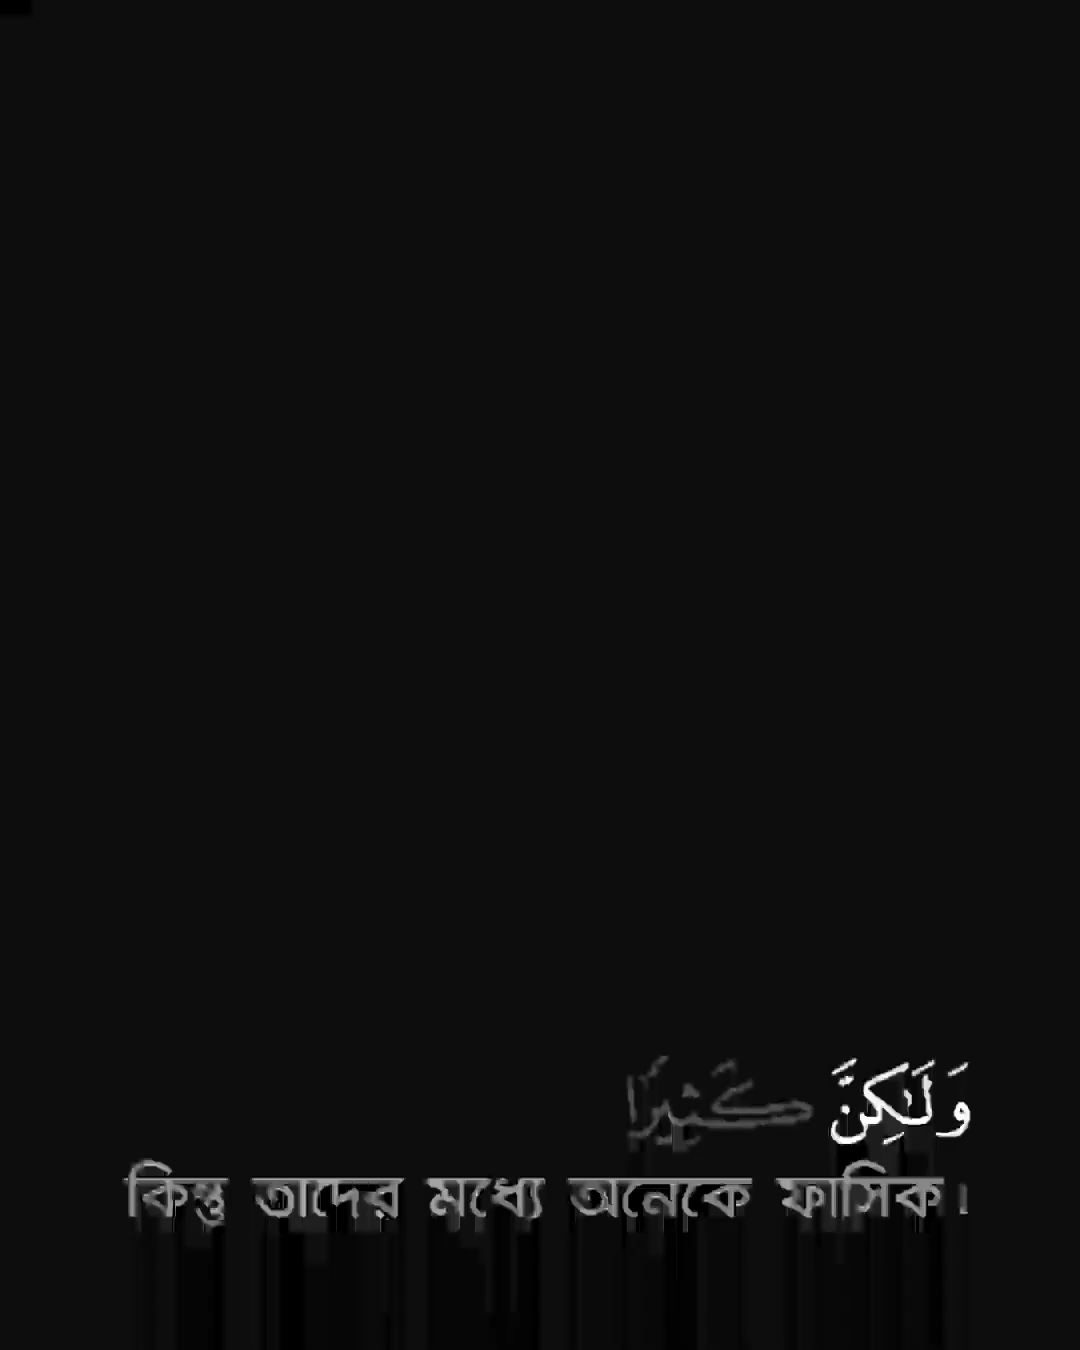 وَلَٰكِنَّ كَثِيرًا
কিন্তু তাদের মধ্যে অনেকে ফাসিক।